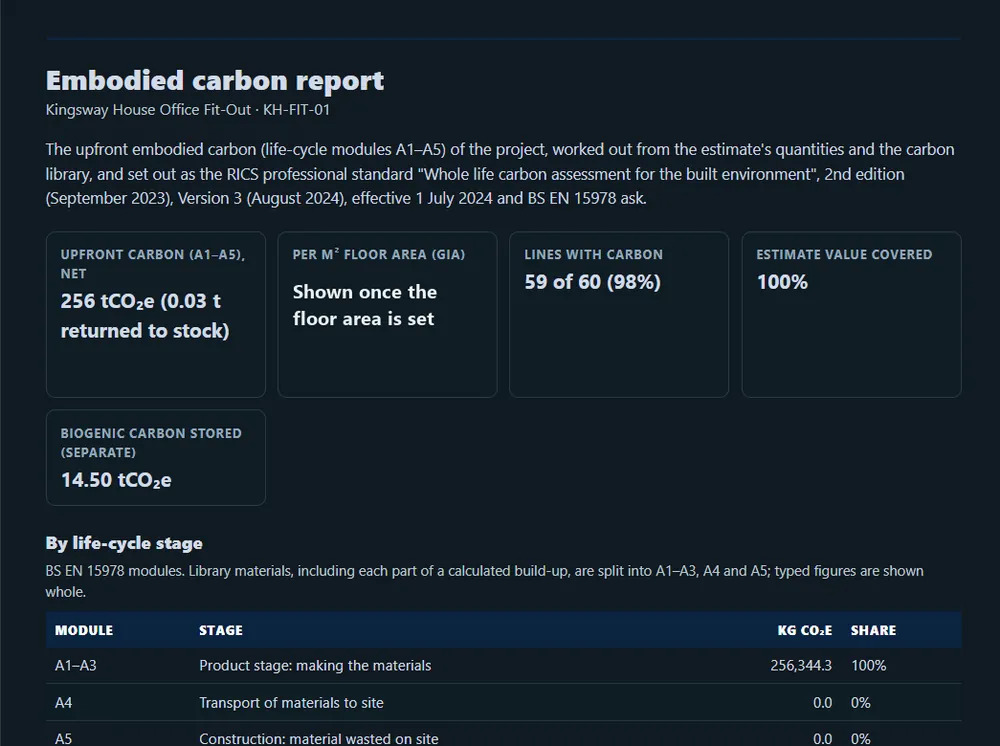 Embodied carbon report
Kingsway House Office Fit-Out · KH-FIT-01
The upfront embodied carbon (life-cycle modules A1–A5) of the project, worked out from the estimate's quantities and the carbon
library, and set out as the RICS professional standard "Whole life carbon assessment for the built environment", 2nd edition
(September 2023), Version 3 (August 2024), effective 1 July 2024 and BS EN 15978 ask.
UPFRONT CARBON (A1–A5),
NET
256 tCO₂e (0.03 t
returned to stock)
PER M² FLOOR AREA (GIA)
Shown once the
floor area is set
LINES WITH CARBON
59 of 60 (98%)
ESTIMATE VALUE COVERED
100%
BIOGENIC CARBON STORED
(SEPARATE)
14.50 tCO₂e
By life-cycle stage
BS EN 15978 modules. Library materials, including each part of a calculated build-up, are split into A1–A3, A4 and A5; typed figures are shown
whole.
MODULE STAGE KG CO₂E SHARE
A1–A3 Product stage: making the materials 256,344.3 100%
A4 Transport of materials to site 0.0 0%
A5 Construction: material wasted on site 0.0 0%